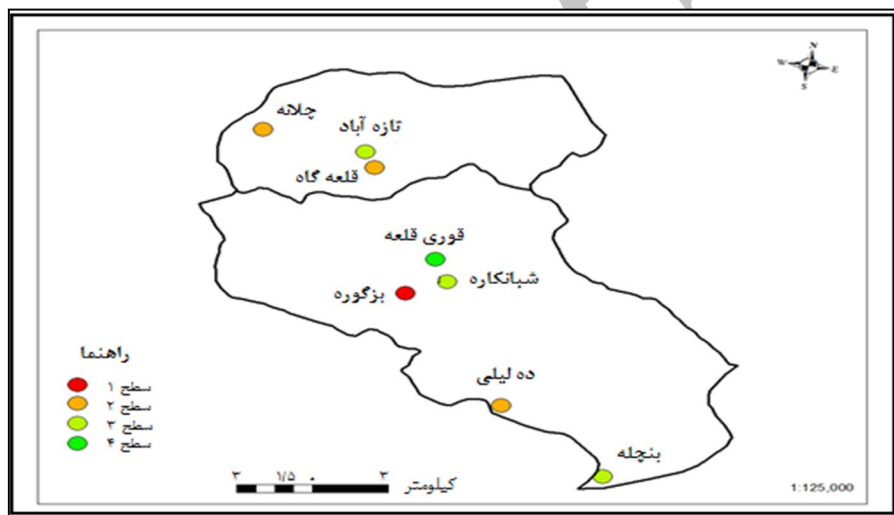 N
W E
S
چلانه
تازه آباد
قلعه گاه
قوری قلعه
شبانکاره
بزگوره
ده لیلی
بنچله
راهنما
سطح ۱
سطح ۲
سطح ۳
سطح ۴
۳ ۱/۵ ۰ ۳
کیلومتر
1:125,000